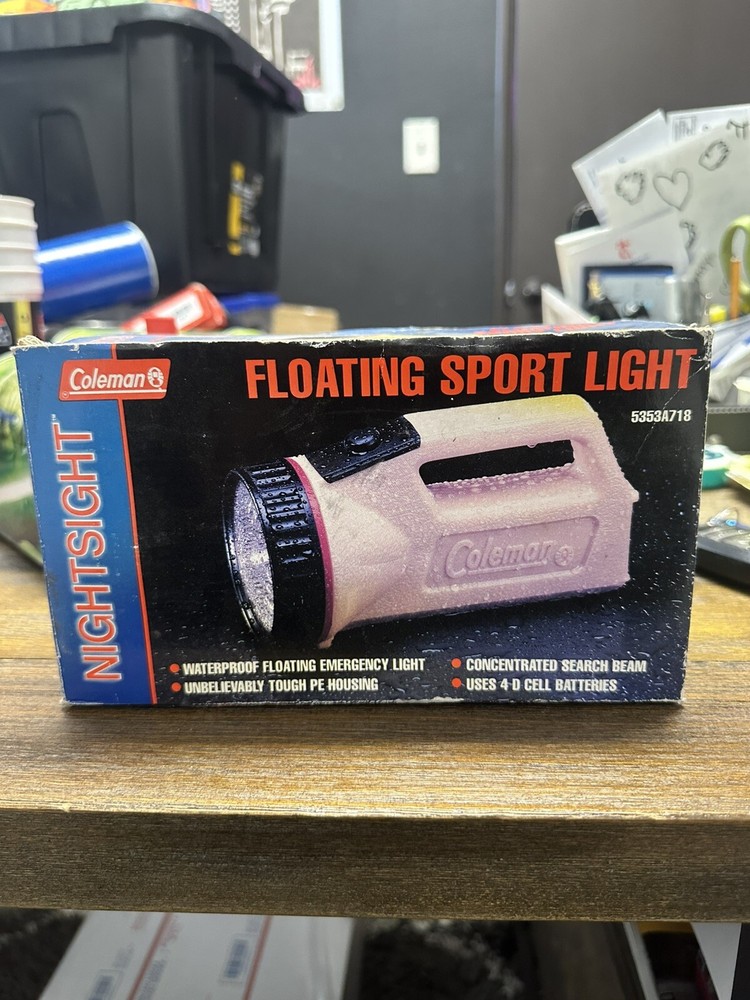 Coleman
FLOATING SPORT LIGHT
5353A718
NIGHTSIGHT™
Coleman
• WATERPROOF FLOATING EMERGENCY LIGHT
• UNBELIEVABLY TOUGH PE HOUSING
• CONCENTRATED SEARCH BEAM
• USES 4-D CELL BATTERIES